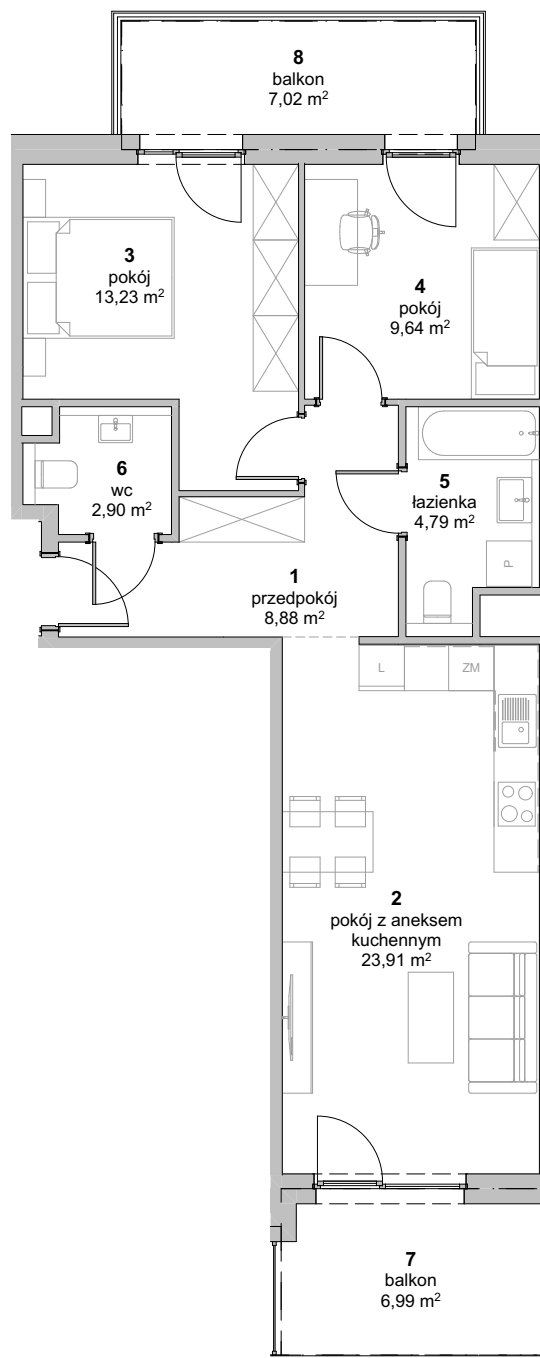 8
balkon
7,02 m²
3
pokój
13,23 m²
4
pokój
9,64 m²
6
wc
2,90 m²
5
łazienka
4,79 m²
P
1
przedpokój
8,88 m²
L
ZM
2
pokój z aneksem
kuchennym
23,91 m²
7
balkon
6,99 m²